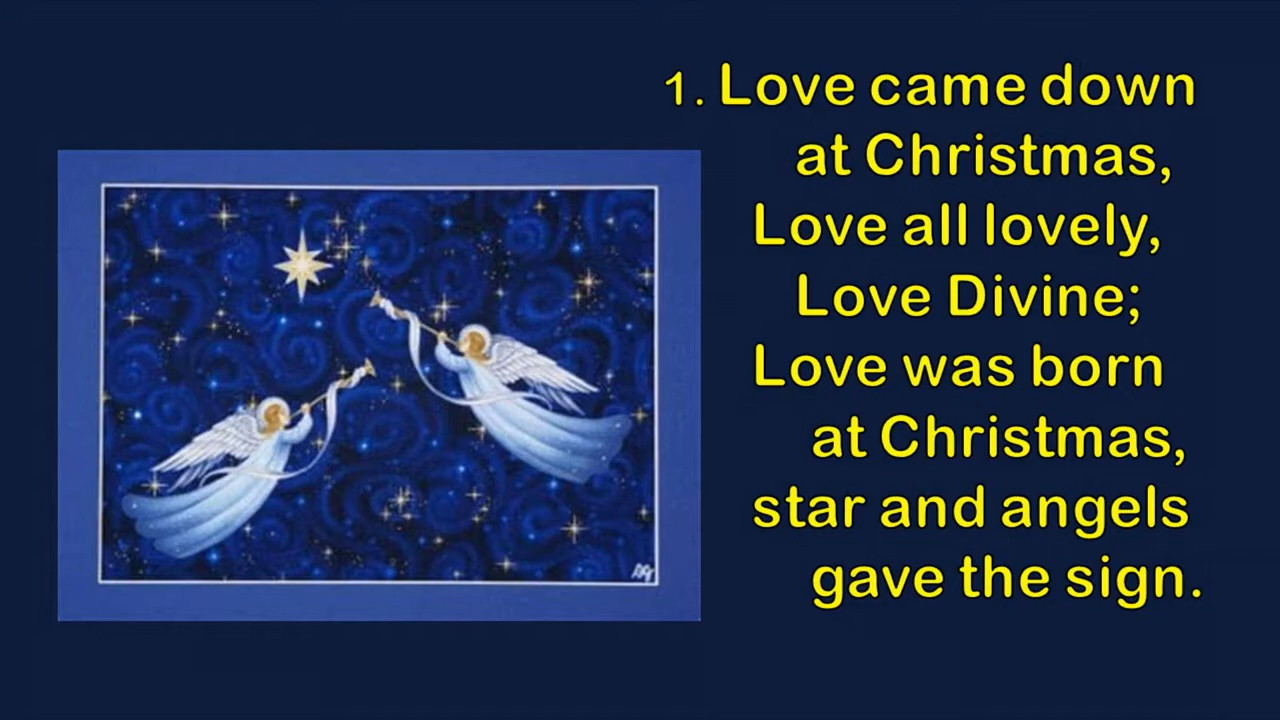 1. Love came down
at Christmas,
Love all lovely,
Love Divine;
Love was born
at Christmas,
star and angels
gave the sign.